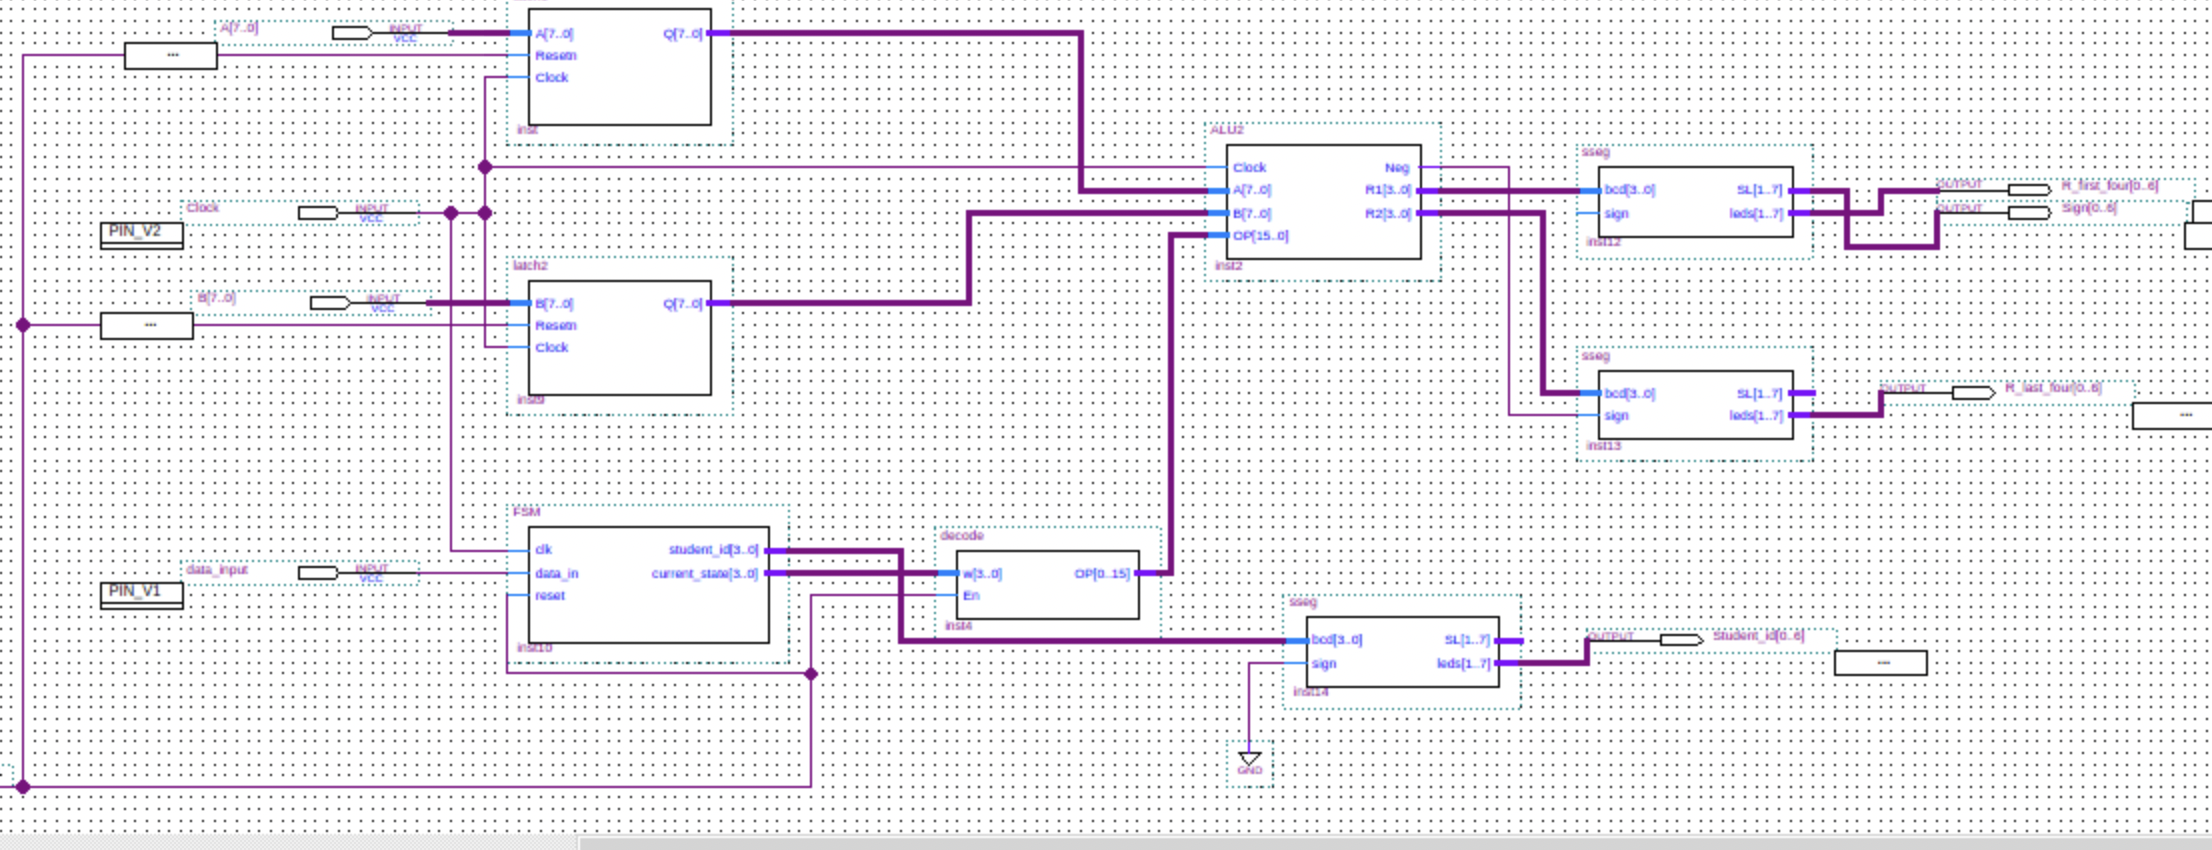 A[7..0]
INPUT
VCC
...
A[7..0]
Q[7..0]
Resetn
Clock
inst
Clock
INPUT
VCC
PIN_V2
latch2
B[7..0]
INPUT
VCC
...
B[7..0]
Q[7..0]
Resetn
Clock
inst9
ALU2
Clock
Neg
A[7..0]
R1[3..0]
B[7..0]
R2[3..0]
OP[15..0]
inst2
sseg
bcd[3..0]
SL[1..7]
sign
leds[1..7]
inst12
OUTPUT
R_first_four[0..6]
OUTPUT
Sign[0..6]
sseg
bcd[3..0]
SL[1..7]
sign
leds[1..7]
inst13
OUTPUT
R_last_four[0..6]
...
FSM
clk
student_id[3..0]
data_in
current_state[3..0]
reset
inst10
data_input
INPUT
VCC
PIN_V1
decode
w[3..0]
OP[0..15]
En
inst4
sseg
bcd[3..0]
SL[1..7]
sign
leds[1..7]
inst14
OUTPUT
Student_id[0..6]
...
GND